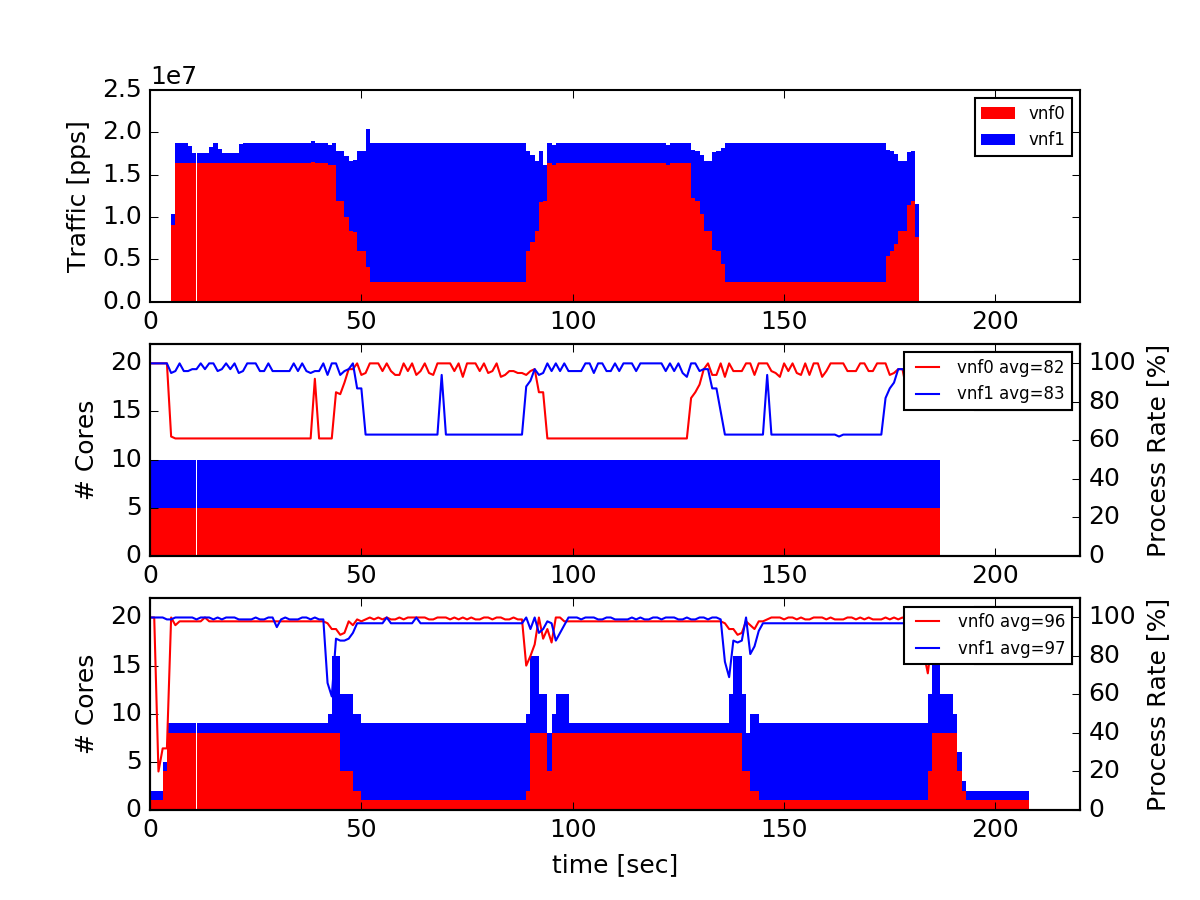 1e7
2.5
2.0
1.5
1.0
0.5
0.0
Traffic [pps]
vnf0
vnf1
0 50 100 150 200
20
15
10
5
0
# Cores
vnf0 avg=82
vnf1 avg=83
100
80
60
40
20
0
Process Rate [%]
0 50 100 150 200
20
15
10
5
0
# Cores
vnf0 avg=96
vnf1 avg=97
100
80
60
40
20
0
Process Rate [%]
0 50 100 150 200
time [sec]